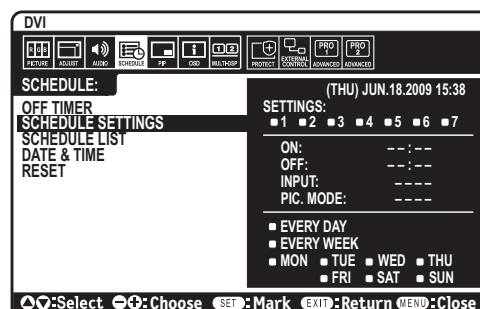 DVI
RGB
PICTURE ADJUST AUDIO SCHEDULE PIP OSD MULTI-DSP PROTECT EXTERNAL CONTROL PRO 1 ADVANCED PRO 2 ADVANCED
SCHEDULE:
OFF TIMER
SCHEDULE SETTINGS
SCHEDULE LIST
DATE & TIME
RESET
(THU) JUN.18.2009 15:38
SETTINGS:
1 2 3 4 5 6 7
ON: --:--
OFF: --:--
INPUT: ----
PIC. MODE: ----
EVERY DAY
EVERY WEEK
MON TUE WED THU
FRI SAT SUN
:Select :Choose SET:Mark EXIT:Return MENU:Close